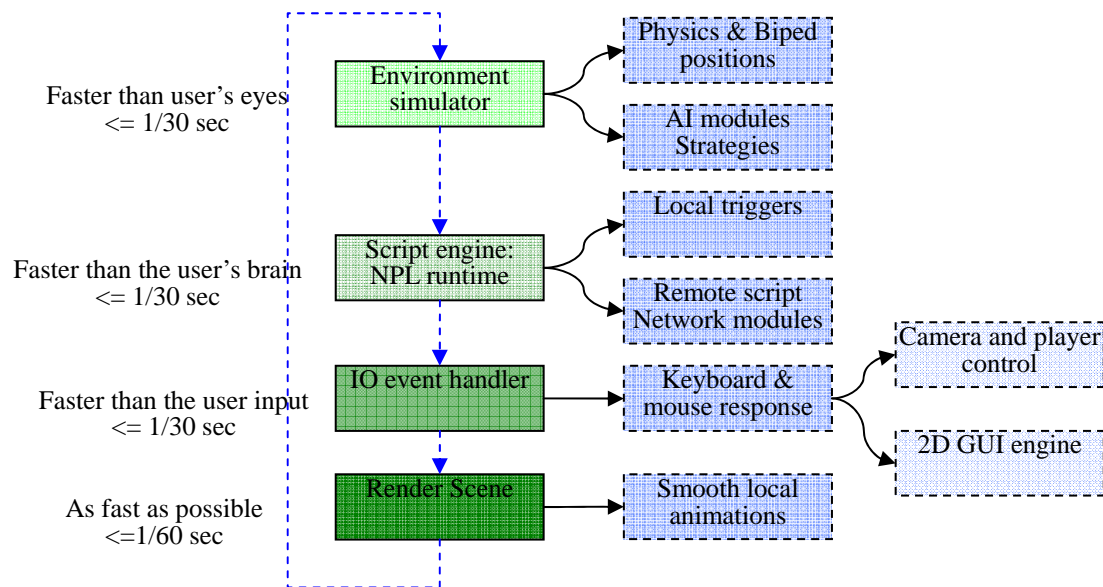 Physics & Biped
positions
Environment
simulator
Faster than user's eyes
<= 1/30 sec
AI modules
Strategies
Local triggers
Script engine:
NPL runtime
Faster than the user's brain
<= 1/30 sec
Remote script
Network modules
Camera and player
control
IO event handler
Keyboard &
mouse response
Faster than the user input
<= 1/30 sec
2D GUI engine
Render Scene
Smooth local
animations
As fast as possible
<=1/60 sec